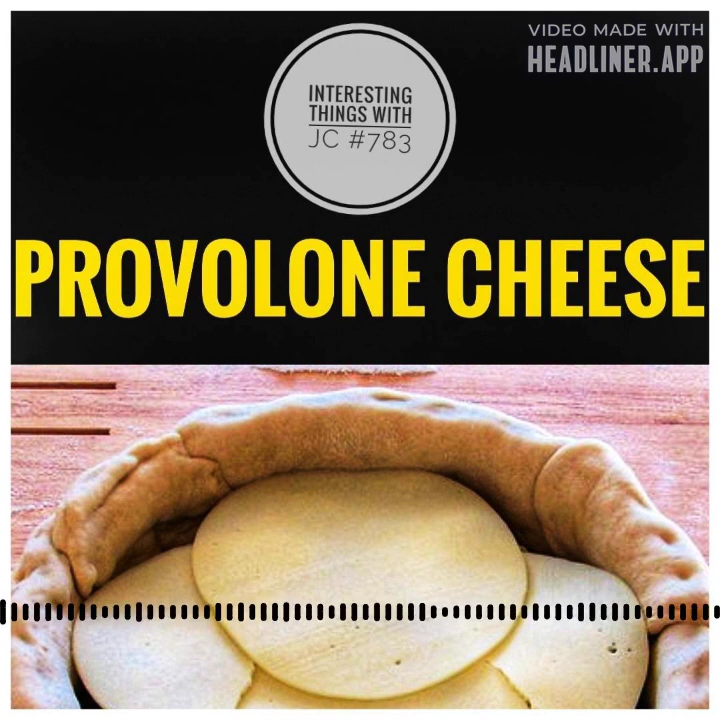 VIDEO MADE WITH
HEADLINER.APP
INTERESTING
THINGS WITH
JC #783
PROVOLONE CHEESE